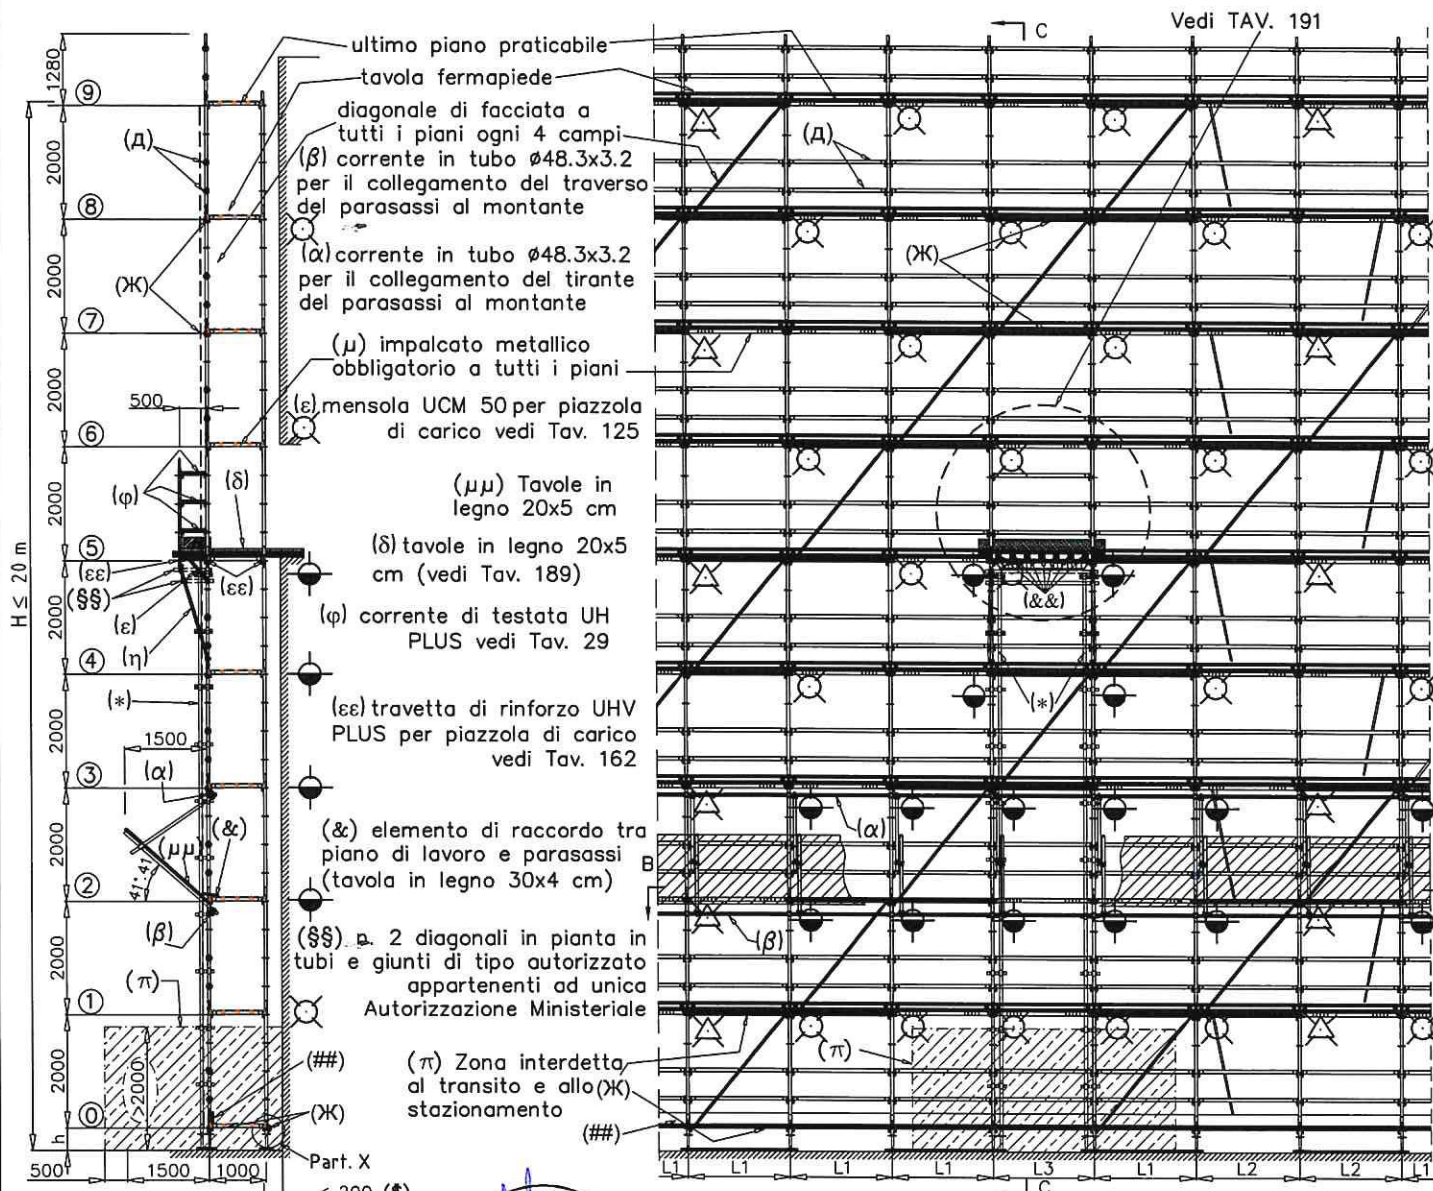 Vedi TAV. 191
C
ultimo piano praticabile
tavola fermapiede
diagonale di facciata a
tutti i piani ogni 4 campi
(β) corrente in tubo ø48.3x3.2
per il collegamento del traverso
del parasassi al montante
(α) corrente in tubo ø48.3x3.2
per il collegamento del tirante
del parasassi al montante
(μ) impalcato metallico
obbligatorio a tutti i piani
(ε) mensola UCM 50 per piazzola
di carico vedi Tav. 125
(μμ) Tavole in
legno 20x5 cm
(δ) tavole in legno 20x5
cm (vedi Tav. 189)
(φ) corrente di testata UH
PLUS vedi Tav. 29
(εε) travetta di rinforzo UHV
PLUS per piazzola di carico
vedi Tav. 162
(&) elemento di raccordo tra
piano di lavoro e parasassi
(tavola in legno 30x4 cm)
(§§) n. 2 diagonali in pianta in
tubi e giunti di tipo autorizzato
appartenenti ad unica
Autorizzazione Ministeriale
(π) Zona interdetta
al transito e allo
stazionamento
(Ж)
(##)
1280
2000
2000
2000
2000
2000
2000
2000
2000
2000
h
H ≤ 20 m
9
8
7
6
5
4
3
2
1
0
(Д)
(Ж)
500
(φ)
(δ)
(εε)
(§§)
(εε)
(ε)
(η)
(*)
1500
(α)
(&)
(μμ)
41°.41
(β)
(π)
>2000
(##)
(Ж)
500
1500
1000
Part. X
(Д)
(Ж)
(&&)
(*)
(α)
B
(β)
(π)
L1
L1
L1
L1
L3
L1
L2
L2
L1
C